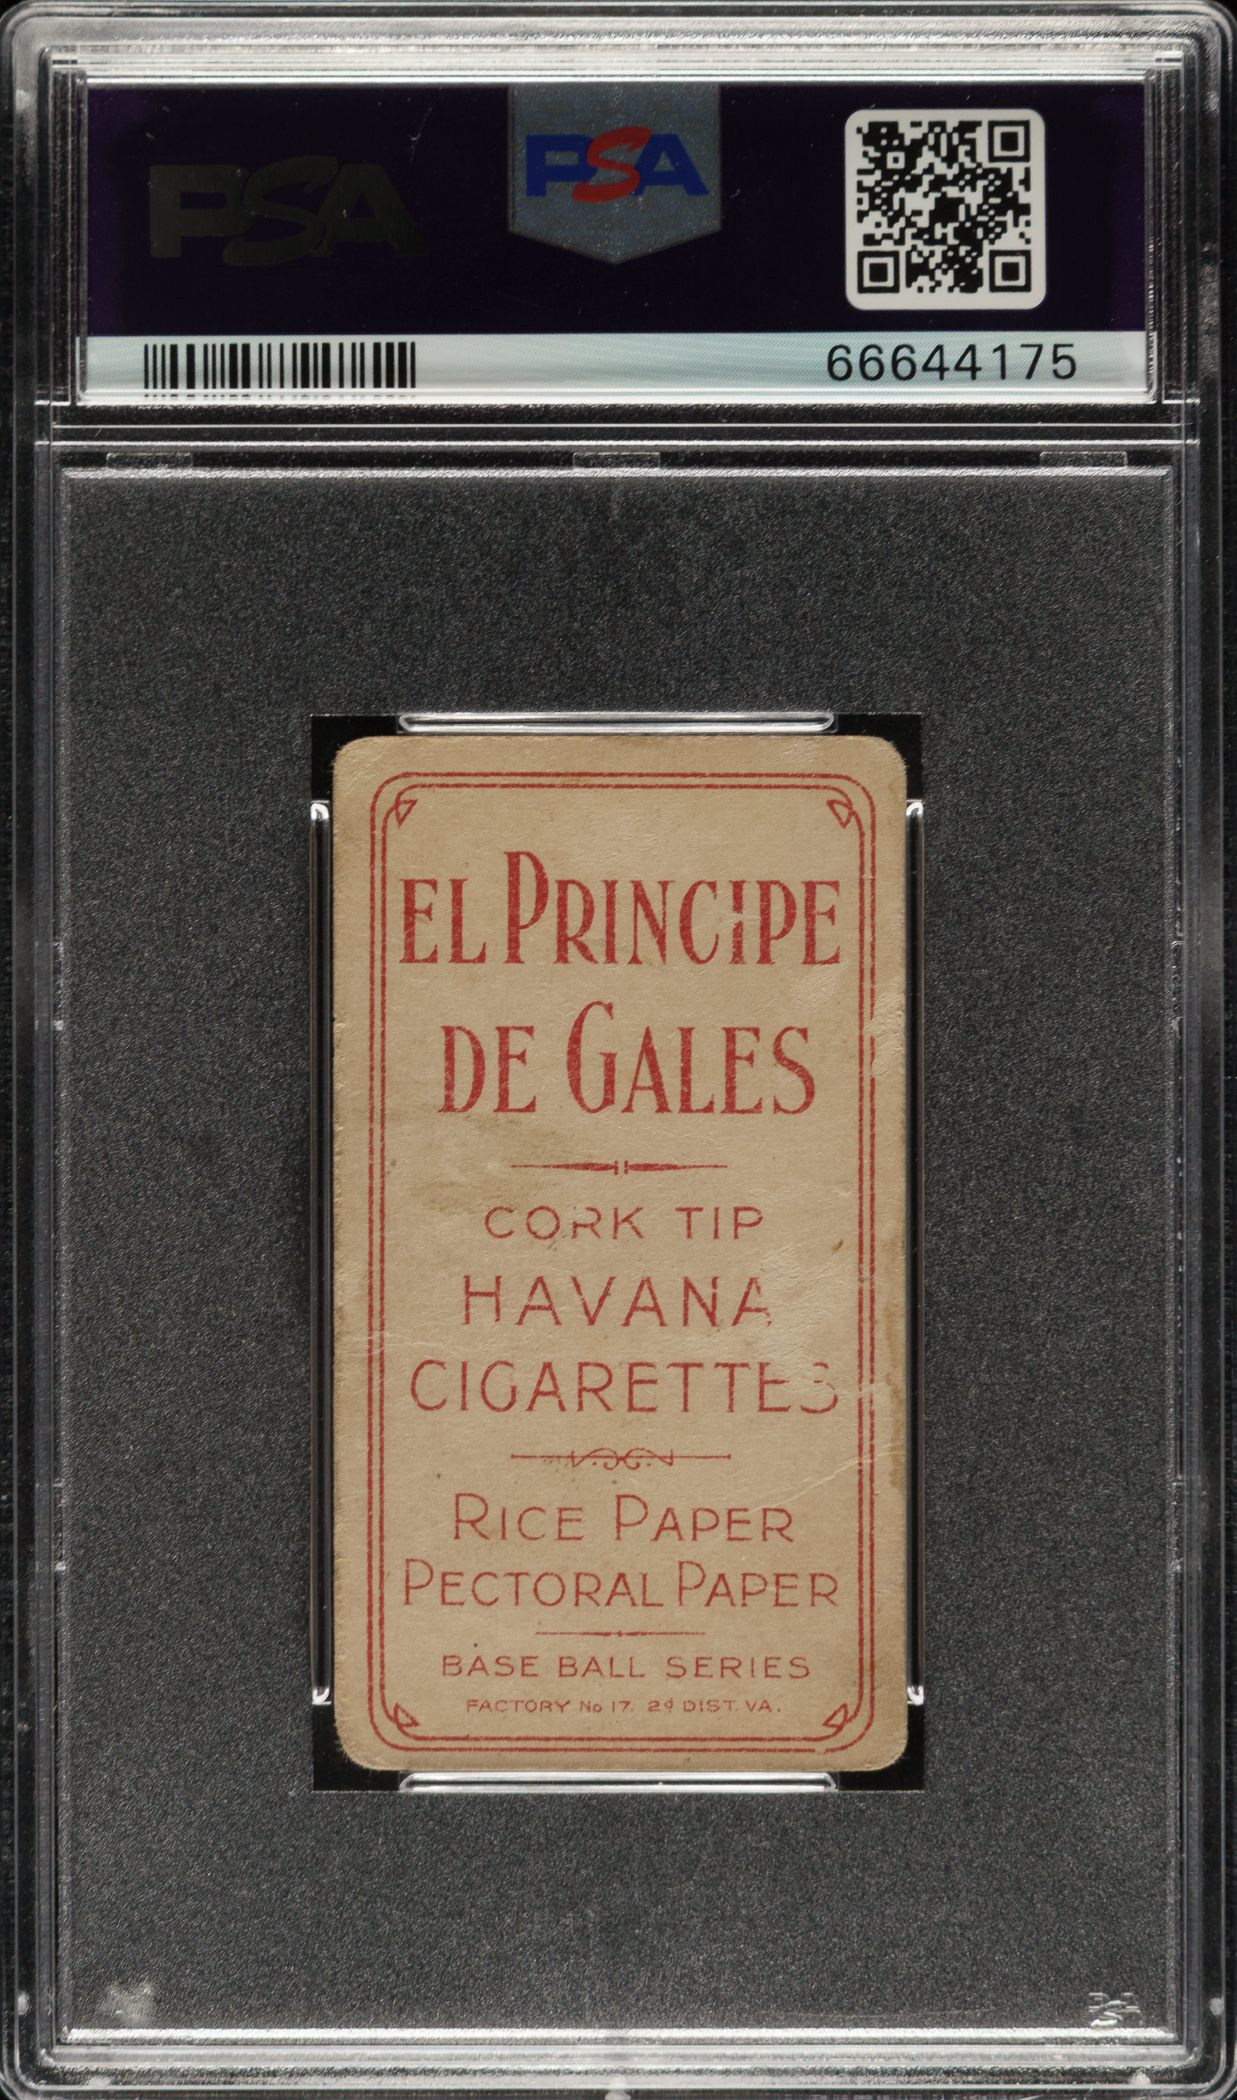 PSA
PSA
66644175
EL PRINCIPE
DE GALES
CORK TIP
HAVANA
CIGARETTES
RICE PAPER
PECTORAL PAPER
BASE BALL SERIES
FACTORY No 17. 2d DIST. VA.
PSA